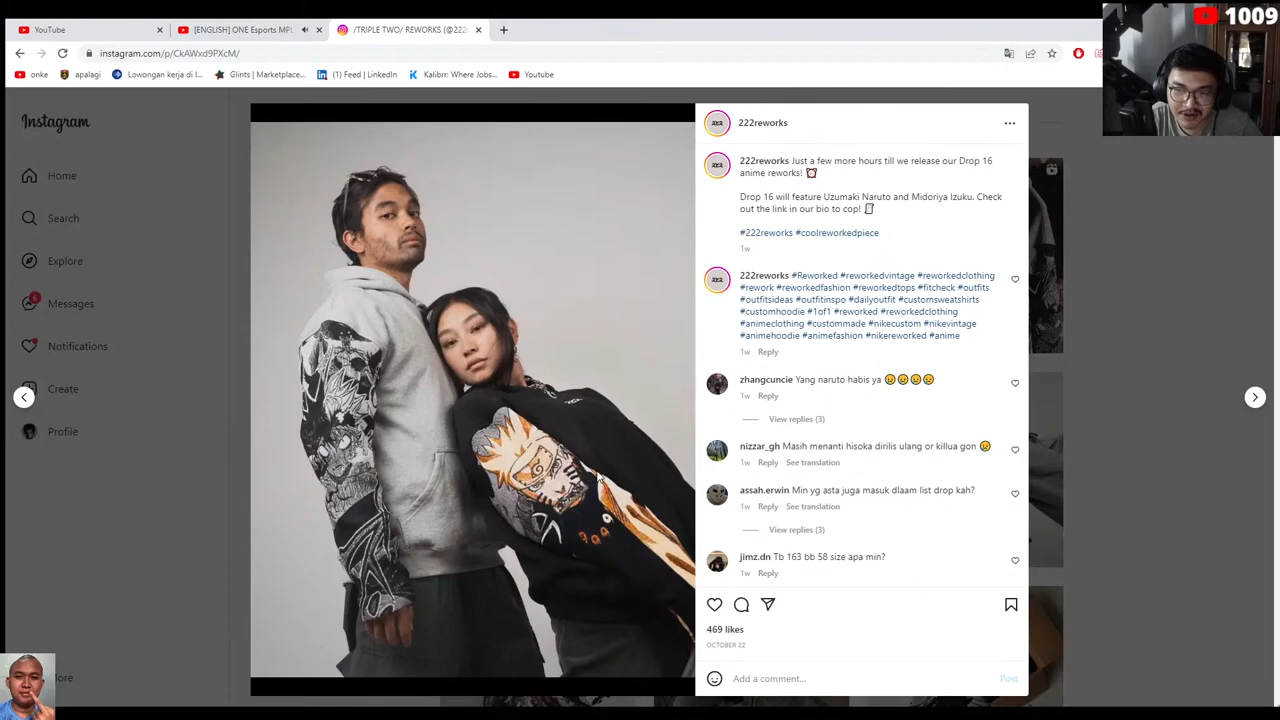 YouTube
[ENGLISH] ONE Esports MPL
/TRIPLE TWO/ REWORKS (@222
1009
instagram.com/p/CkAWxd9PXcM/
onke
apalagi
Lowongan kerja di I...
Glints | Marketplace...
(1) Feed | LinkedIn
Kalibrr: Where Jobs...
Youtube
Instagram
Home
Search
Explore
Messages
Notifications
Create
Profile
222reworks
222reworks Just a few more hours till we release our Drop 16
anime reworks!
Drop 16 will feature Uzumaki Naruto and Midoriya Izuku. Check
out the link in our bio to cop!
#222reworks #coolreworkedpiece
1w
222reworks #Reworked #reworkedvintage #reworkedclothing
#rework #reworkedfashion #reworkedtops #fitcheck #outfits
#outfitsideas #outfitinspo #dailyoutfit #customsweatshirts
#customhoodie #1of1 #reworked #reworkedclothing
#animeclothing #custommade #nikecustom #nikevintage
#animehoodie #animefashion #nikereworked #anime
1w Reply
zhangcuncie Yang naruto habis ya
1w Reply
View replies (3)
nizzar_gh Masih menanti hisoka dirilis ulang or killua gon
1w Reply See translation
assah.erwin Min yg asta juga masuk dlaam list drop kah?
1w Reply See translation
View replies (3)
jimz.dn Tb 163 bb 58 size apa min?
1w Reply
469 likes
OCTOBER 22
Add a comment...
Post